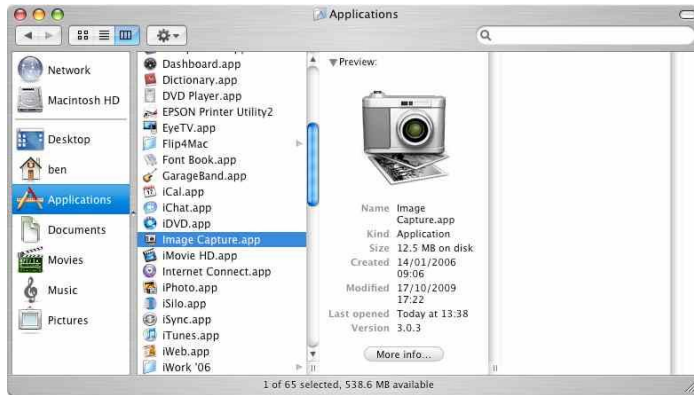 Applications
Network
Macintosh HD
Desktop
ben
Applications
Documents
Movies
Music
Pictures
Dashboard.app
Dictionary.app
DVD Player.app
EPSON Printer Utility2
EyeTV.app
Flip4Mac
Font Book.app
GarageBand.app
iCal.app
iChat.app
iDVD.app
Image Capture.app
iMovie HD.app
Internet Connect.app
iPhoto.app
iSilo.app
iSync.app
iTunes.app
iWeb.app
iWork '06
Preview:
Name Image
Capture.app
Kind Application
Size 12.5 MB on disk
Created 14/01/2006
09:06
Modified 17/10/2009
17:22
Last opened Today at 13:38
Version 3.0.3
More info...
1 of 65 selected, 538.6 MB available